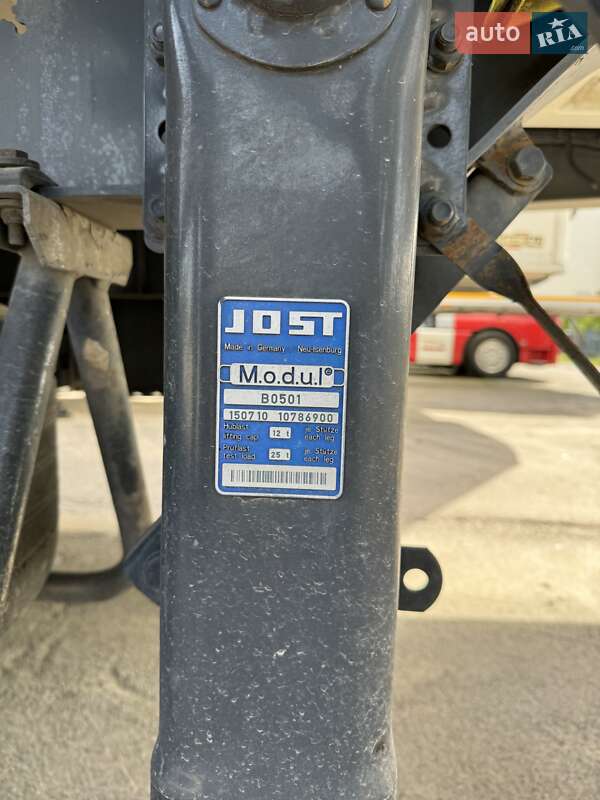 auto RIA .com
JOST
Made in Germany Neu-Isenburg
M.o.d.u.l®
B0501
150710 10786900
Hublast je Stütze
lifting cap. 12 t each leg
Prüflast je Stütze
test load 25 t each leg